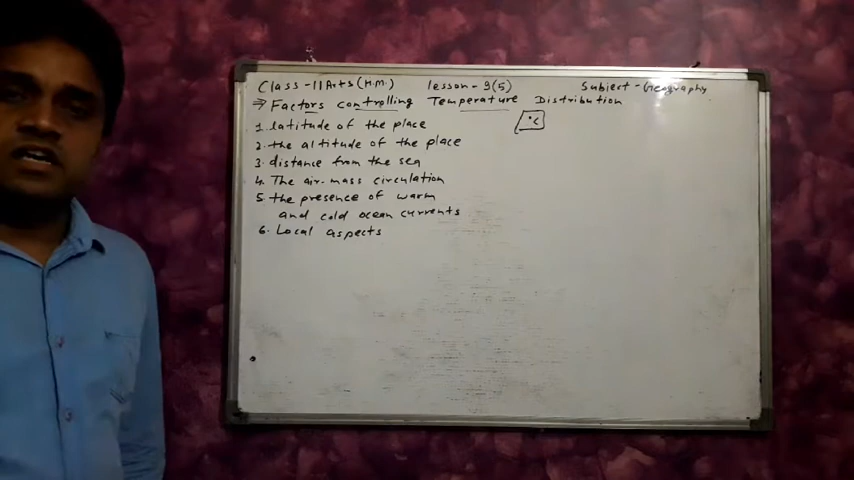 Class-11 Arts (H.M.) lesson-9(5) Subject-Geography
⇒ Factors controlling Temperature Distribution
°C
1. latitude of the place
2. the altitude of the place
3. distance from the sea
4. The air-mass circulation
5. the presence of warm
and cold ocean currents
6. Local aspects